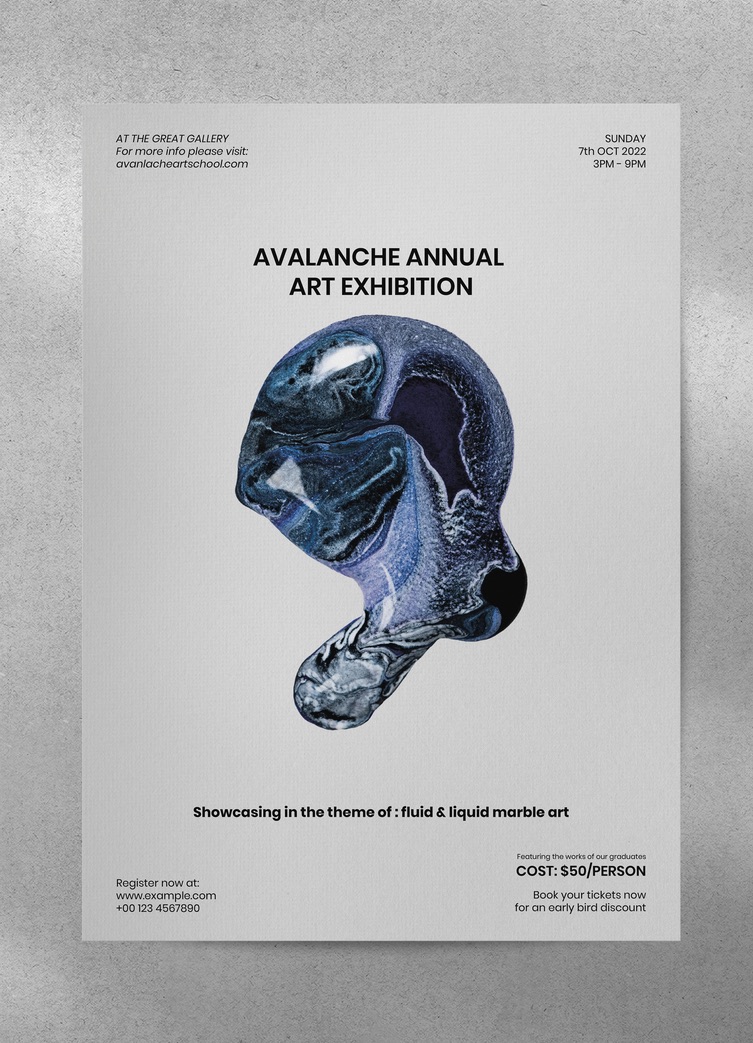 AT THE GREAT GALLERY
For more info please visit:
avanlacheartschool.com
SUNDAY
7th OCT 2022
3PM - 9PM
AVALANCHE ANNUAL
ART EXHIBITION
Showcasing in the theme of : fluid & liquid marble art
Register now at:
www.example.com
+00 123 4567890
Featuring the works of our graduates
COST: $50/PERSON
Book your tickets now
for an early bird discount